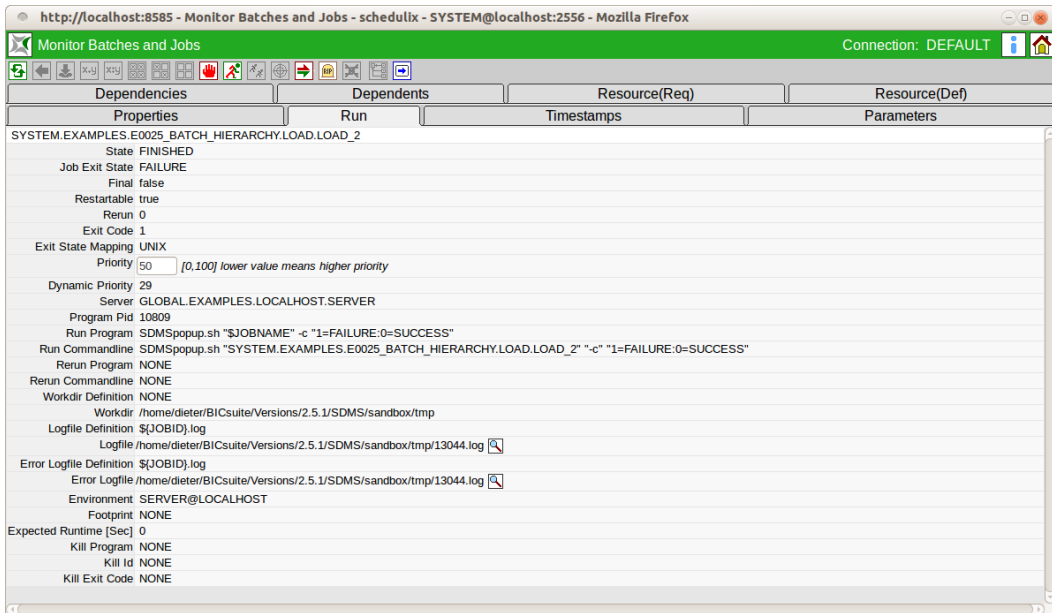 http://localhost:8585 - Monitor Batches and Jobs - schedulix - SYSTEM@localhost:2556 - Mozilla Firefox
Monitor Batches and Jobs Connection: DEFAULT
Dependencies Dependents Resource(Req) Resource(Def)
Properties Run Timestamps Parameters
SYSTEM.EXAMPLES.E0025_BATCH_HIERARCHY.LOAD.LOAD_2
State FINISHED
Job Exit State FAILURE
Final false
Restartable true
Rerun 0
Exit Code 1
Exit State Mapping UNIX
Priority 50 [0,100] lower value means higher priority
Dynamic Priority 29
Server GLOBAL.EXAMPLES.LOCALHOST.SERVER
Program Pid 10809
Run Program SDMSpopup.sh "$JOBNAME" -c "1=FAILURE:0=SUCCESS"
Run Commandline SDMSpopup.sh "SYSTEM.EXAMPLES.E0025_BATCH_HIERARCHY.LOAD.LOAD_2" "-c" "1=FAILURE:0=SUCCESS"
Rerun Program NONE
Rerun Commandline NONE
Workdir Definition NONE
Workdir /home/dieter/BICsuite/Versions/2.5.1/SDMS/sandbox/tmp
Logfile Definition ${JOBID}.log
Logfile /home/dieter/BICsuite/Versions/2.5.1/SDMS/sandbox/tmp/13044.log
Error Logfile Definition ${JOBID}.log
Error Logfile /home/dieter/BICsuite/Versions/2.5.1/SDMS/sandbox/tmp/13044.log
Environment SERVER@LOCALHOST
Footprint NONE
Expected Runtime [Sec] 0
Kill Program NONE
Kill Id NONE
Kill Exit Code NONE